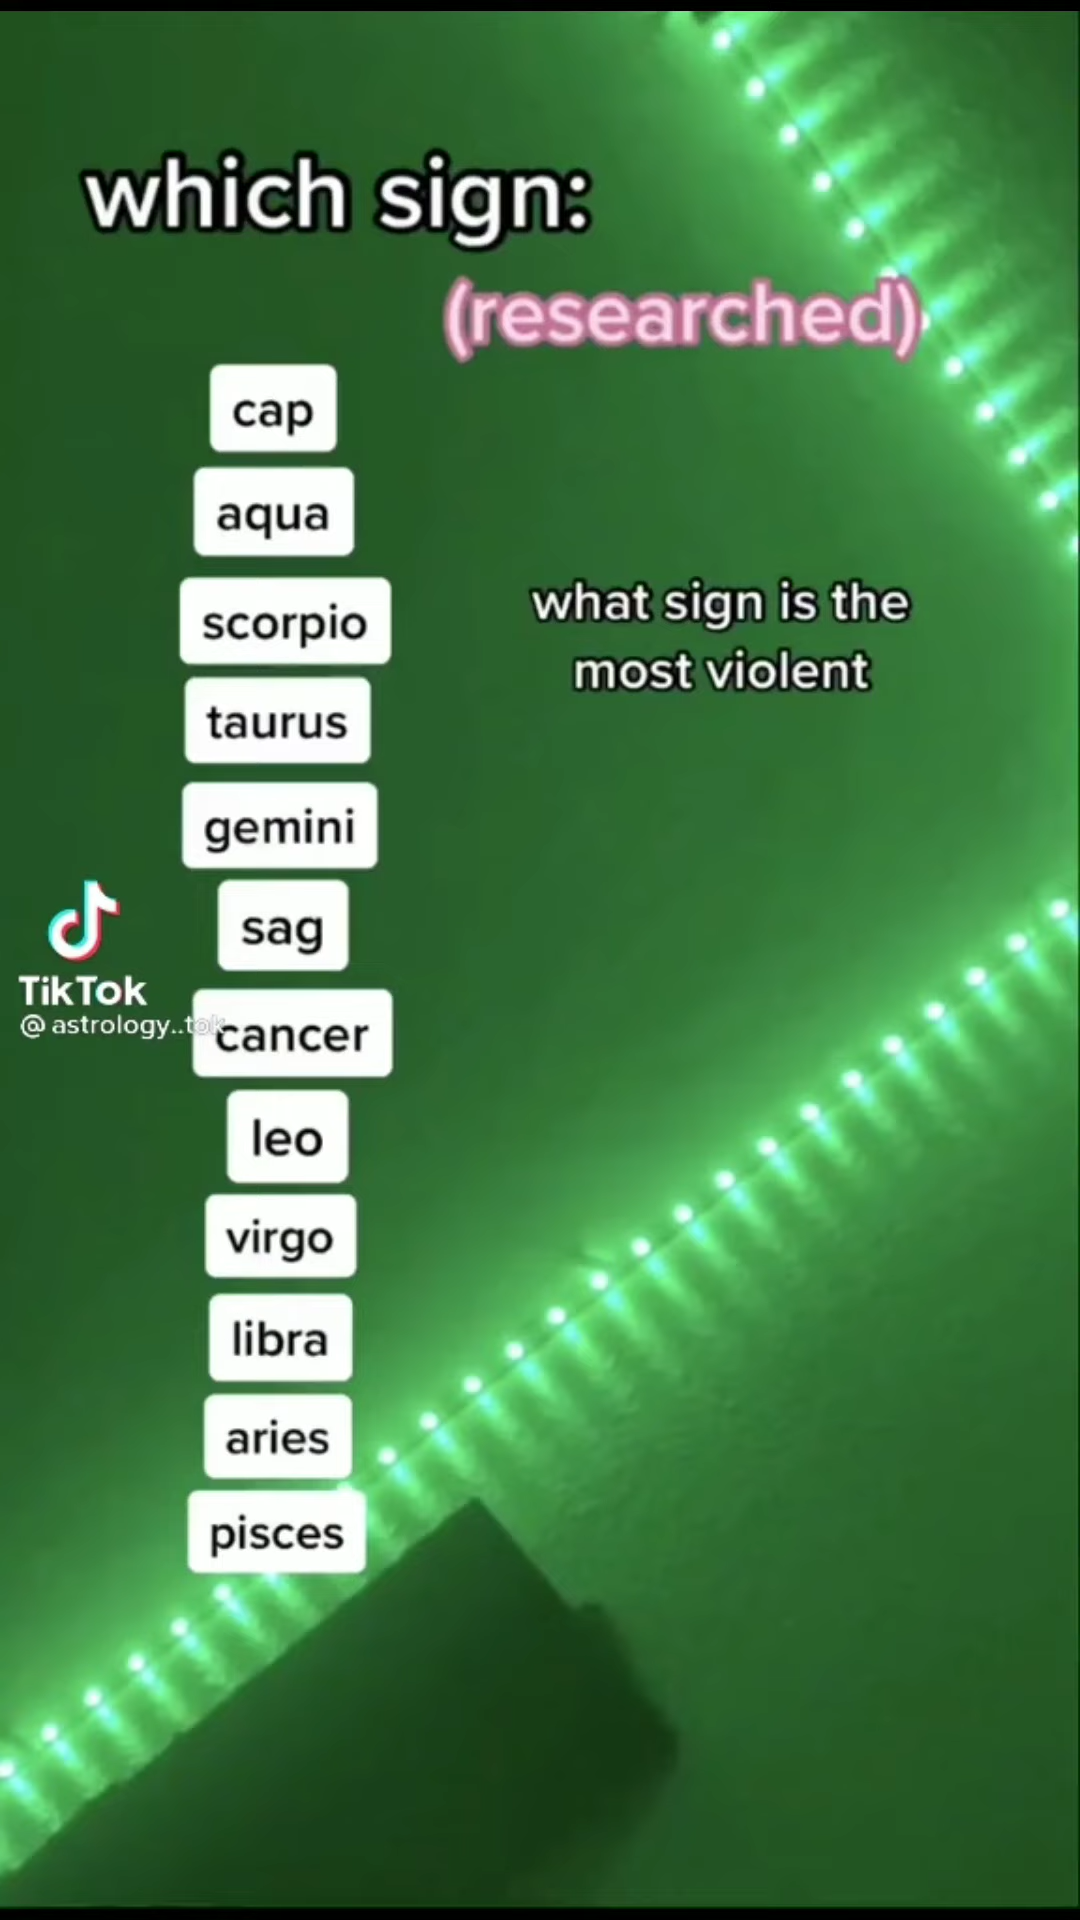 which sign:
(researched)
cap
aqua
scorpio
what sign is the
most violent
taurus
gemini
sag
TikTok
@astrology..tok
cancer
leo
virgo
libra
aries
pisces